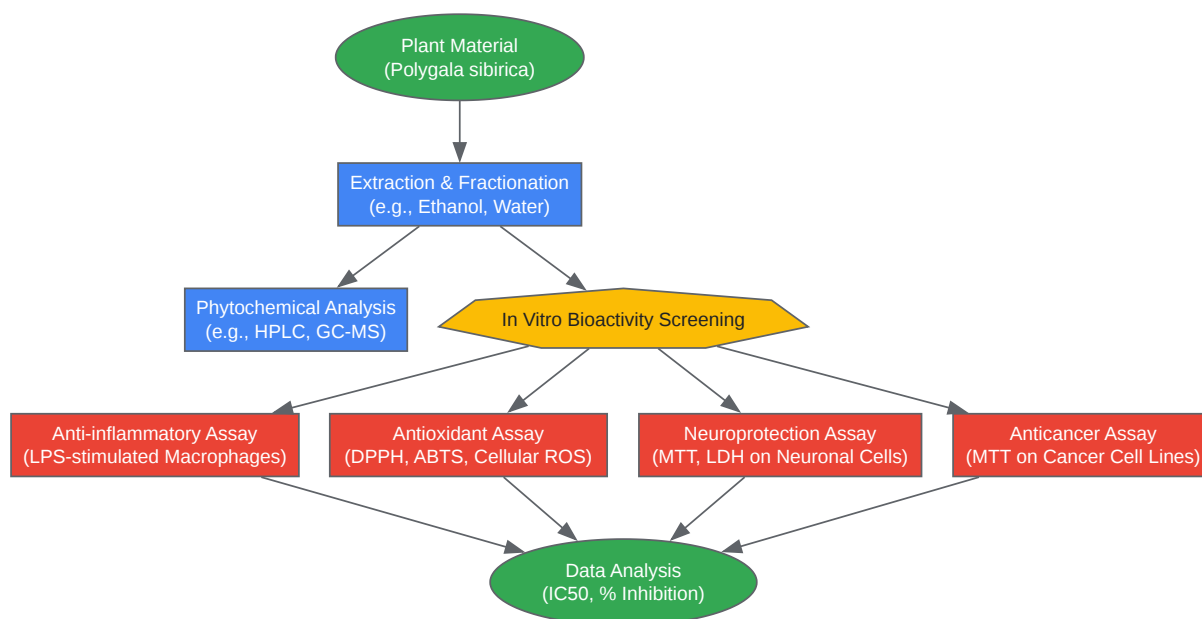 Plant Material
(Polygala sibirica)
Extraction & Fractionation
(e.g., Ethanol, Water)
Phytochemical Analysis
(e.g., HPLC, GC-MS)
In Vitro Bioactivity Screening
Anti-inflammatory Assay
(LPS-stimulated Macrophages)
Antioxidant Assay
(DPPH, ABTS, Cellular ROS)
Neuroprotection Assay
(MTT, LDH on Neuronal Cells)
Anticancer Assay
(MTT on Cancer Cell Lines)
Data Analysis
(IC50, % Inhibition)